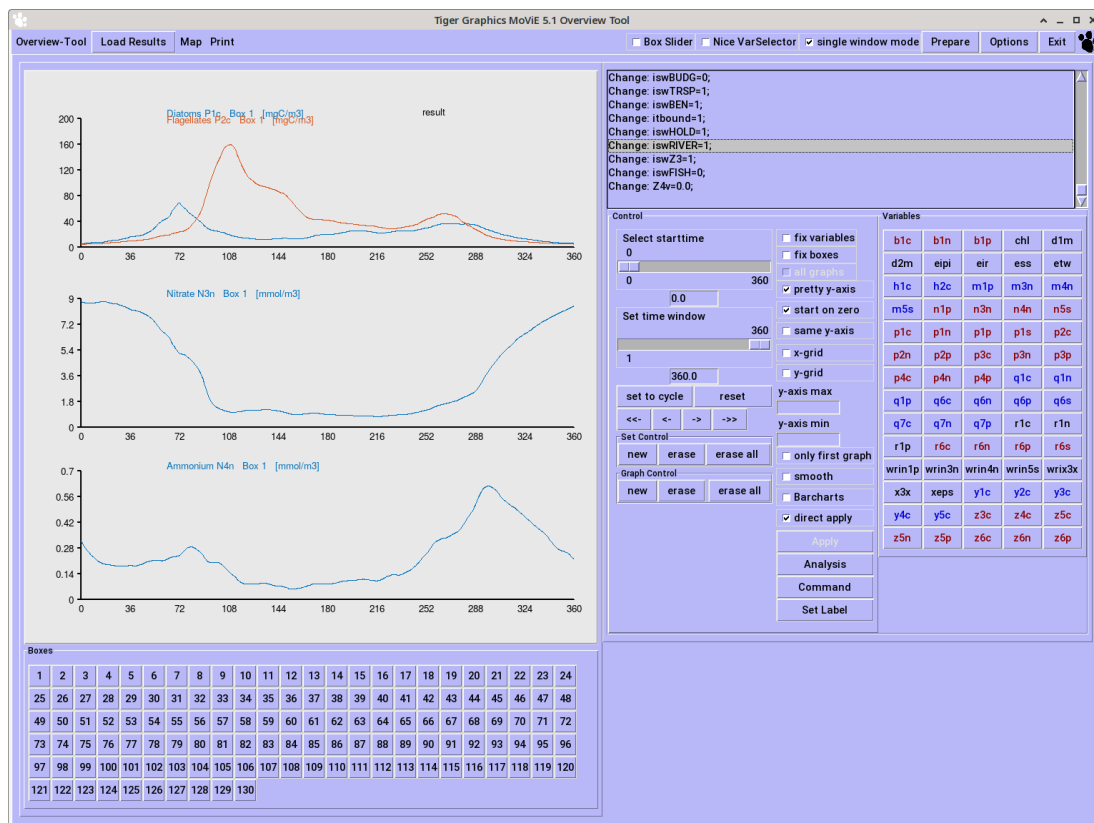 Tiger Graphics MoViE 5.1 Overview Tool
Overview-Tool Load Results Map Print Box Slider Nice VarSelector single window mode Prepare Options Exit
Diatoms P1c Box 1 [mgC/m3] result
Flagellates P2c Box 1 [mgC/m3]
200
160
120
80
40
0
0 36 72 108 144 180 216 252 288 324 360
Nitrate N3n Box 1 [mmol/m3]
9
7.2
5.4
3.6
1.8
0
0 36 72 108 144 180 216 252 288 324 360
Ammonium N4n Box 1 [mmol/m3]
0.7
0.56
0.42
0.28
0.14
0
0 36 72 108 144 180 216 252 288 324 360
Boxes
1 2 3 4 5 6 7 8 9 10 11 12 13 14 15 16 17 18 19 20 21 22 23 24
25 26 27 28 29 30 31 32 33 34 35 36 37 38 39 40 41 42 43 44 45 46 47 48
49 50 51 52 53 54 55 56 57 58 59 60 61 62 63 64 65 66 67 68 69 70 71 72
73 74 75 76 77 78 79 80 81 82 83 84 85 86 87 88 89 90 91 92 93 94 95 96
97 98 99 100 101 102 103 104 105 106 107 108 109 110 111 112 113 114 115 116 117 118 119 120
121 122 123 124 125 126 127 128 129 130
Change: iswBUDG=0;
Change: iswTRSP=1;
Change: iswBEN=1;
Change: itbound=1;
Change: iswHOLD=1;
Change: iswRIVER=1;
Change: iswZ3=1;
Change: iswFISH=0;
Change: Z4v=0.0;
Control
Select starttime
0
0 360
0.0
Set time window
360
1
360.0
set to cycle reset
<<- <- -> ->>
Set Control
new erase erase all
Graph Control
new erase erase all
fix variables
fix boxes
all graphs
pretty y-axis
start on zero
same y-axis
x-grid
y-grid
y-axis max
y-axis min
only first graph
smooth
Barcharts
direct apply
Apply
Analysis
Command
Set Label
Variables
b1c b1n b1p chl d1m
d2m eipi eir ess etw
h1c h2c m1p m3n m4n
m5s n1p n3n n4n n5s
p1c p1n p1p p1s p2c
p2n p2p p3c p3n p3p
p4c p4n p4p q1c q1n
q1p q6c q6n q6p q6s
q7c q7n q7p r1c r1n
r1p r6c r6n r6p r6s
wrin1p wrin3n wrin4n wrin5s wrix3x
x3x xeps y1c y2c y3c
y4c y5c z3c z4c z5c
z5n z5p z6c z6n z6p